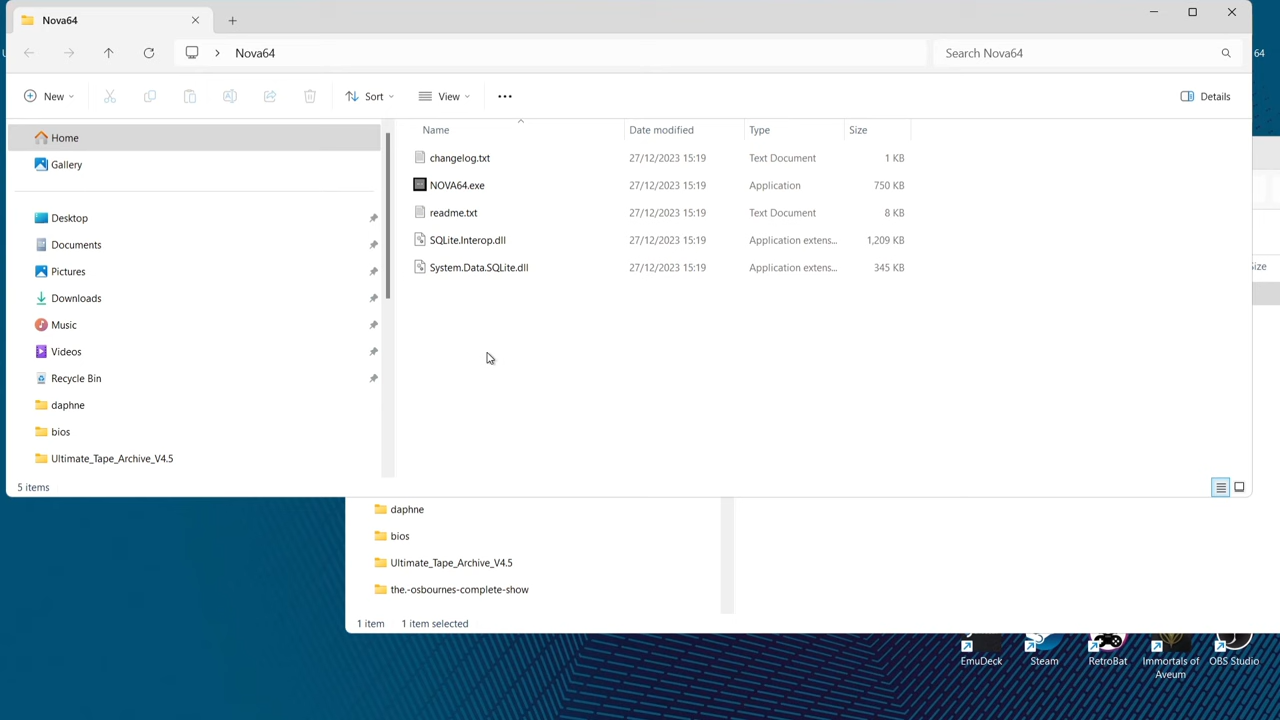 Nova64
Nova64
Search Nova64
64
New
Sort
View
Details
Home
Gallery
Desktop
Documents
Pictures
Downloads
Music
Videos
Recycle Bin
daphne
bios
Ultimate_Tape_Archive_V4.5
Name Date modified Type Size
changelog.txt 27/12/2023 15:19 Text Document 1 KB
NOVA64.exe 27/12/2023 15:19 Application 750 KB
readme.txt 27/12/2023 15:19 Text Document 8 KB
SQLite.Interop.dll 27/12/2023 15:19 Application extens... 1,209 KB
System.Data.SQLite.dll 27/12/2023 15:19 Application extens... 345 KB
5 items
daphne
bios
Ultimate_Tape_Archive_V4.5
the.-osbournes-complete-show
1 item 1 item selected
EmuDeck
Steam
RetroBat
Immortals of
Aveum
OBS Studio